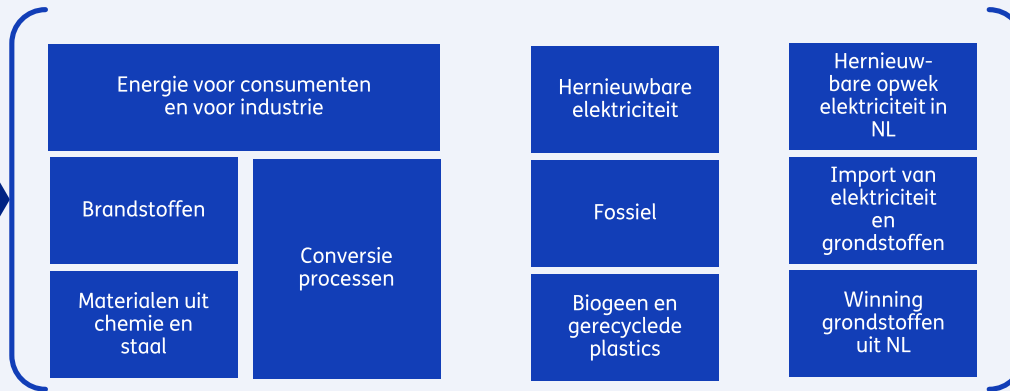 Energie voor consumenten
en voor industrie
Brandstoffen
Conversie
processen
Materialen uit
chemie en
staal
Hernieuwbare
elektriciteit
Fossiel
Biogeen en
gerecyclede
plastics
Hernieuw-
bare opwek
elektriciteit in
NL
Import van
elektriciteit
en
grondstoffen
Winning
grondstoffen
uit NL